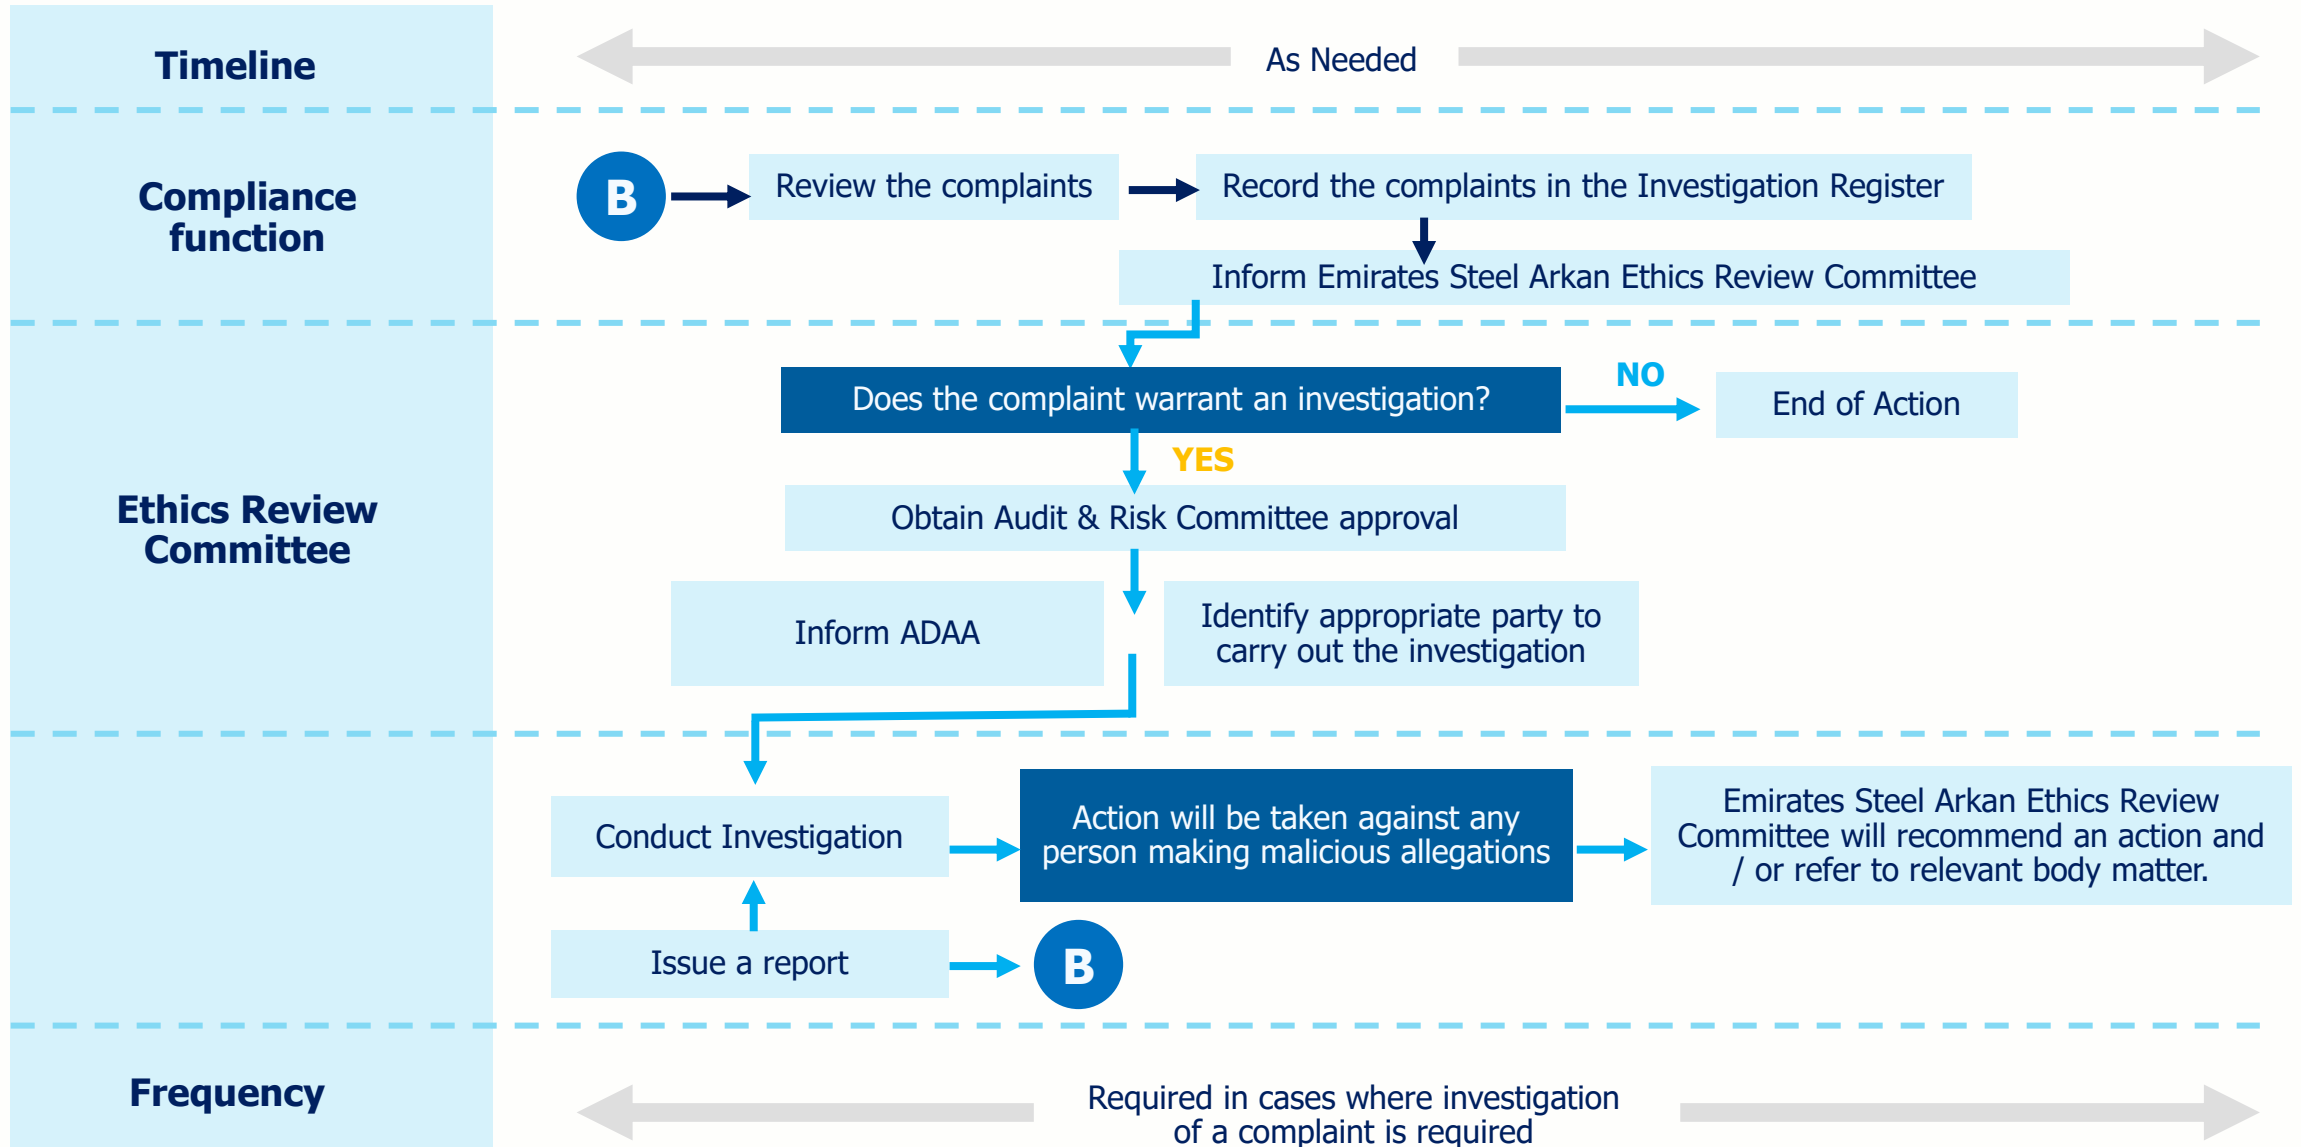 Timeline
As Needed
Compliance
function
B
Review the complaints
Record the complaints in the Investigation Register
Inform Emirates Steel Arkan Ethics Review Committee
Ethics Review
Committee
Does the complaint warrant an investigation?
NO
End of Action
YES
Obtain Audit & Risk Committee approval
Inform ADAA
Identify appropriate party to
carry out the investigation
Conduct Investigation
Action will be taken against any
person making malicious allegations
Emirates Steel Arkan Ethics Review
Committee will recommend an action and
/ or refer to relevant body matter.
Issue a report
B
Frequency
Required in cases where investigation
of a complaint is required